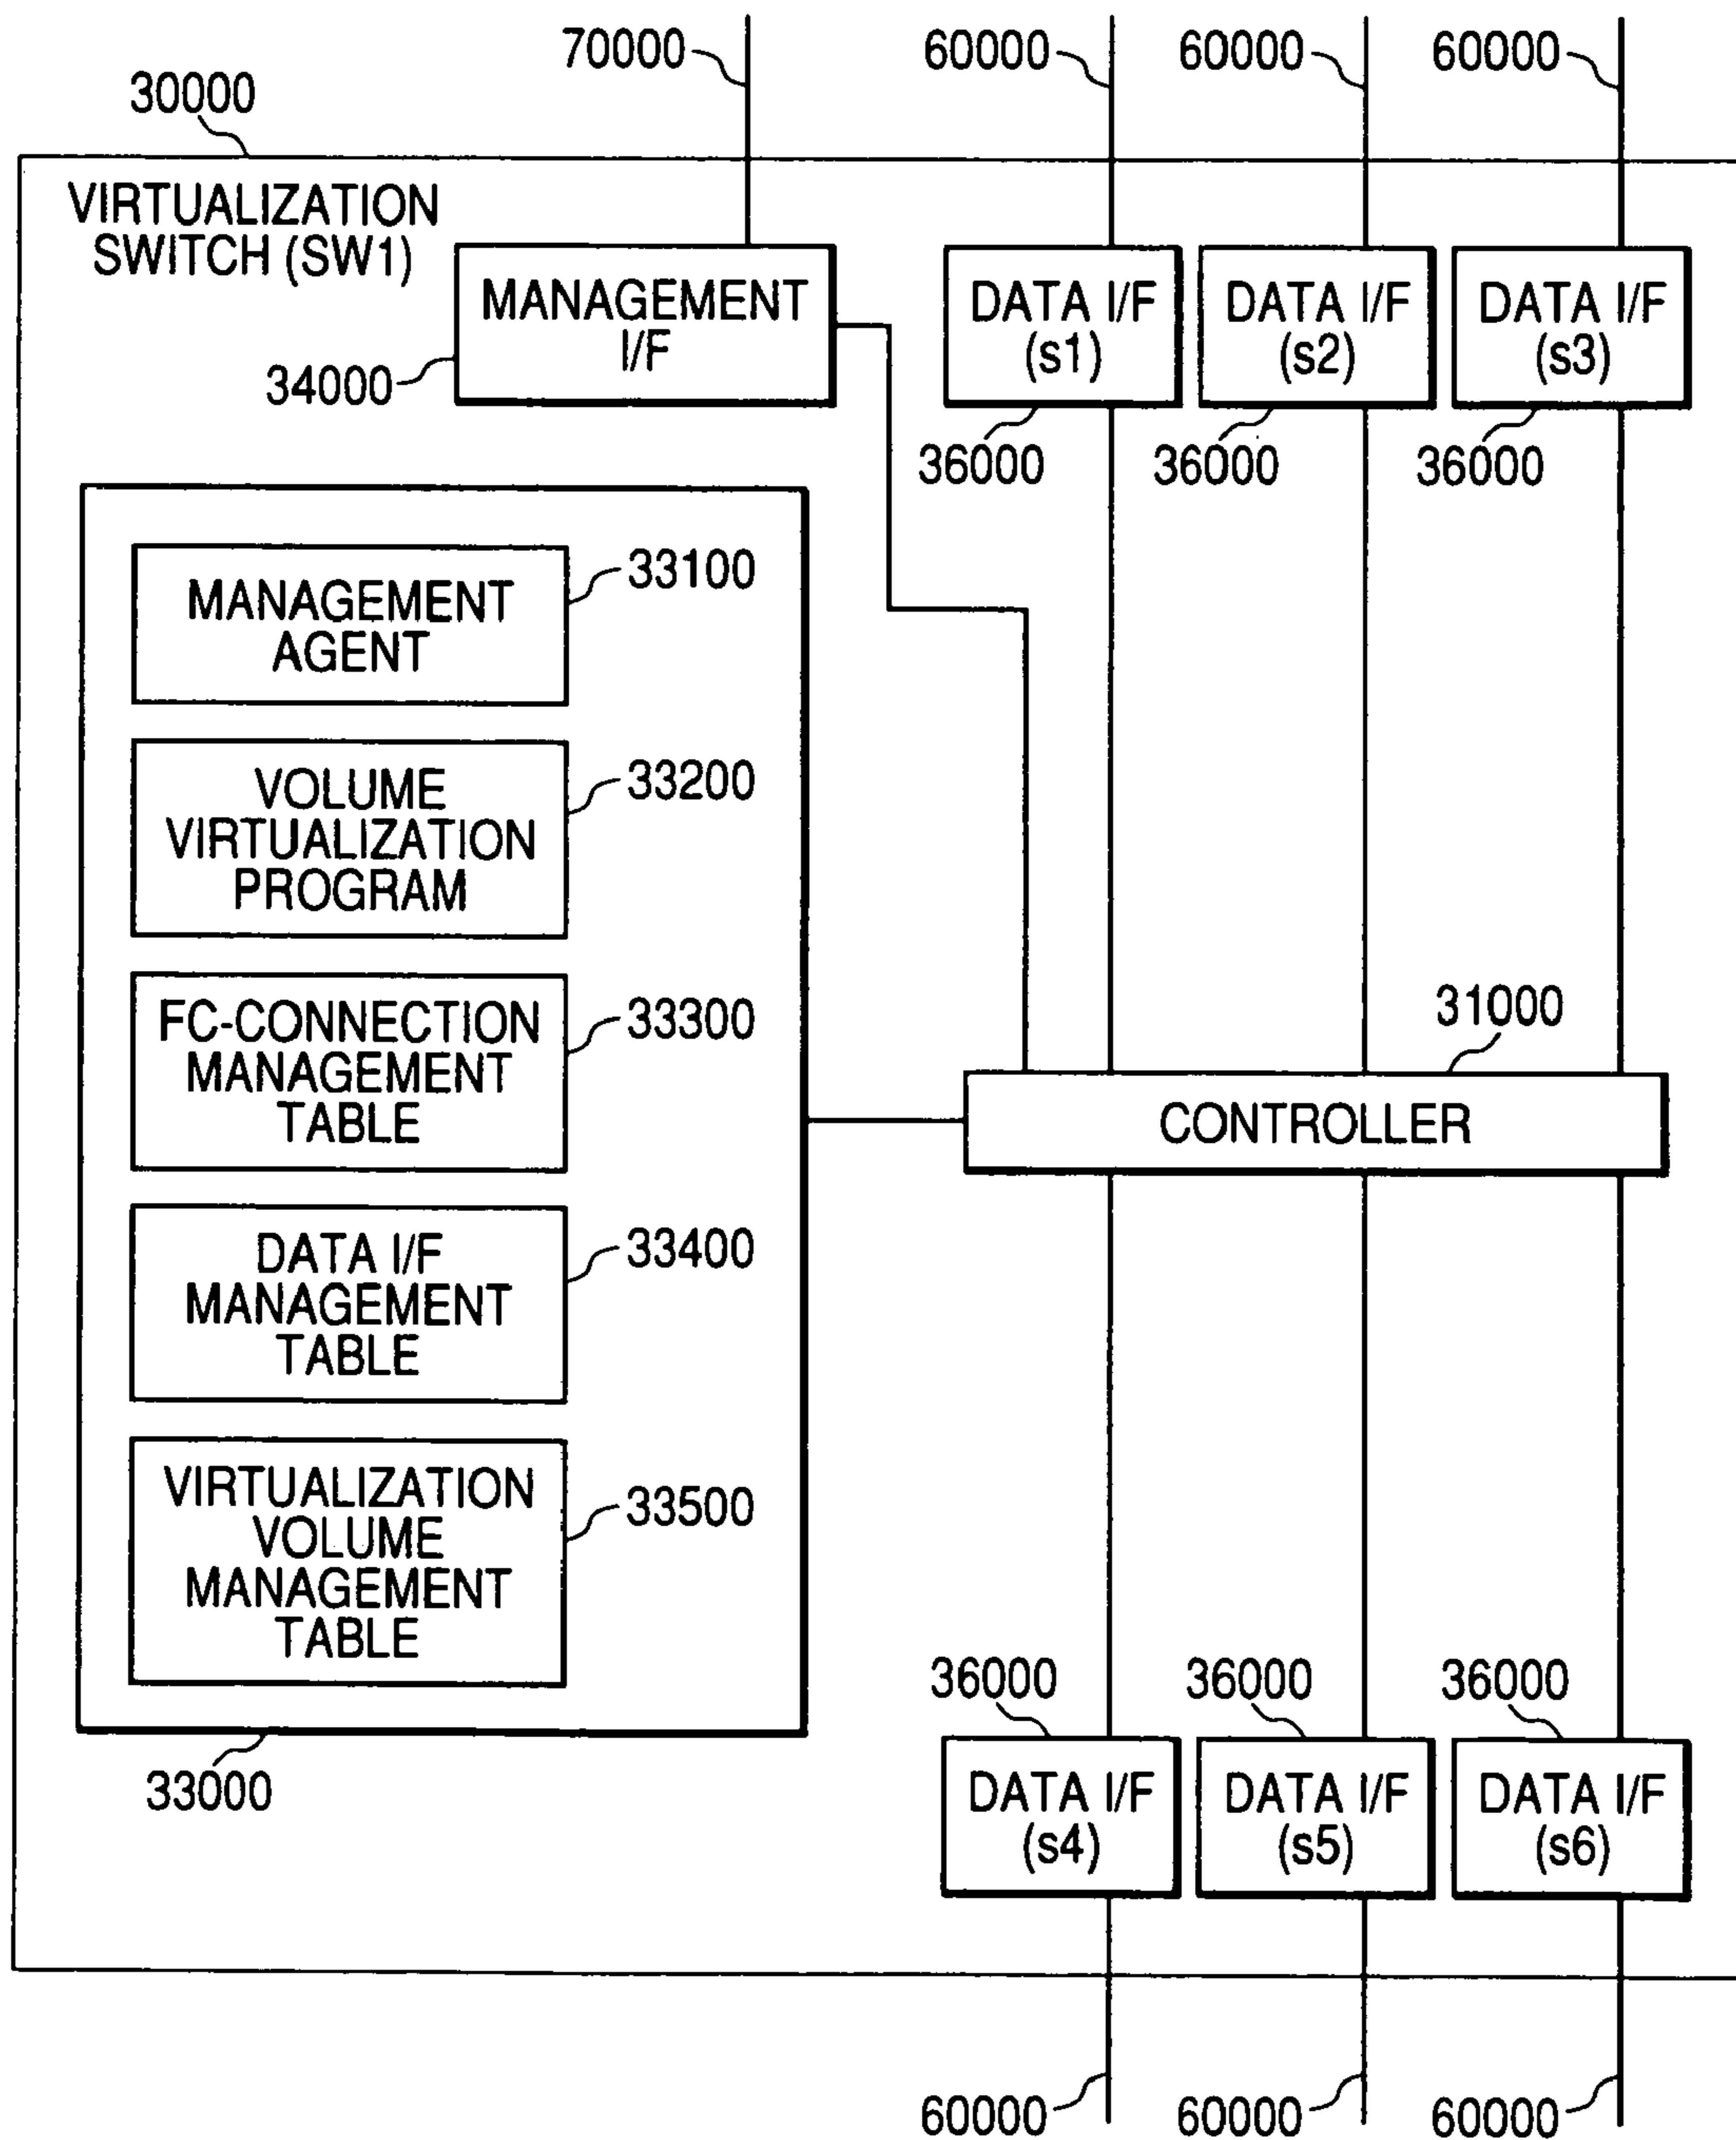 70000
60000
60000
60000
30000
VIRTUALIZATION
SWITCH (SW1)
MANAGEMENT
I/F
34000
DATA I/F
(s1)
DATA I/F
(s2)
DATA I/F
(s3)
36000
36000
36000
MANAGEMENT
AGENT
33100
VOLUME
VIRTUALIZATION
PROGRAM
33200
FC-CONNECTION
MANAGEMENT
TABLE
33300
31000
CONTROLLER
DATA I/F
MANAGEMENT
TABLE
33400
VIRTUALIZATION
VOLUME
MANAGEMENT
TABLE
33500
33000
36000
36000
36000
DATA I/F
(s4)
DATA I/F
(s5)
DATA I/F
(s6)
60000
60000
60000